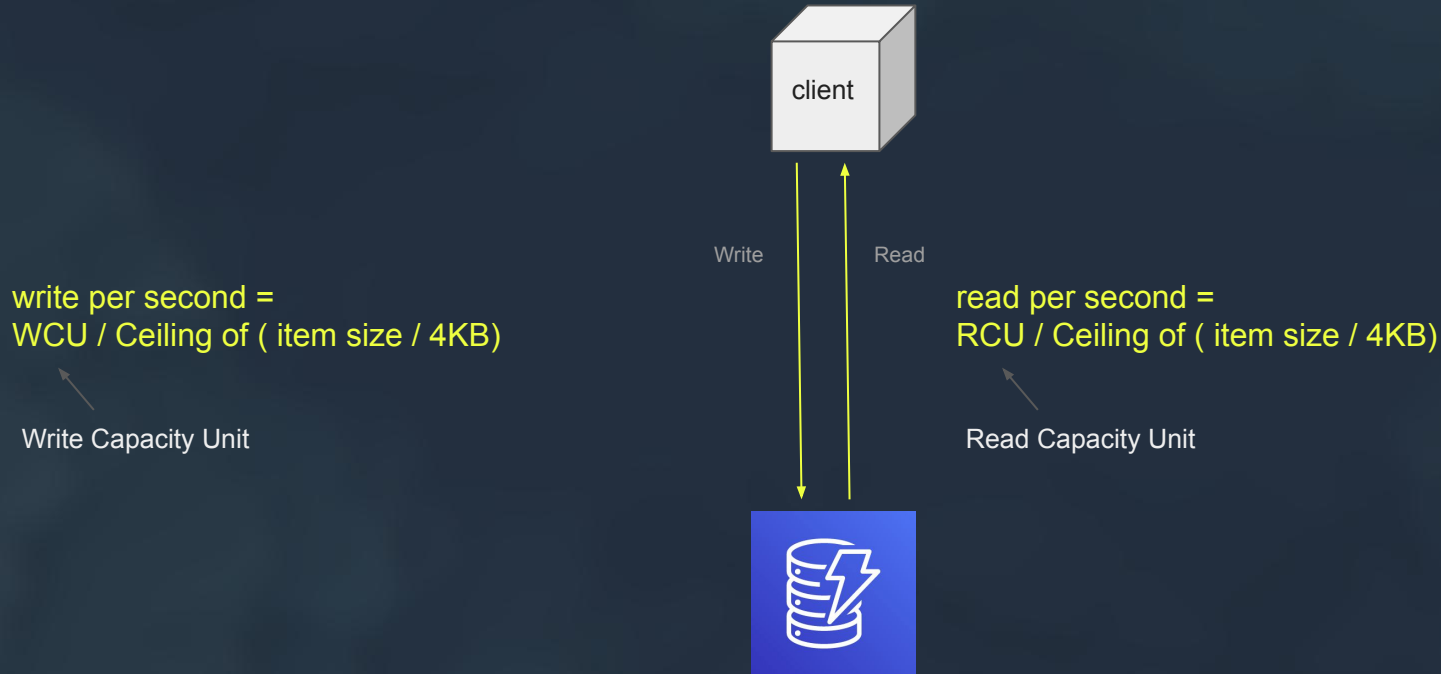 client
Write
Read
write per second =
WCU / Ceiling of ( item size / 4KB)
Write Capacity Unit
read per second =
RCU / Ceiling of ( item size / 4KB)
Read Capacity Unit